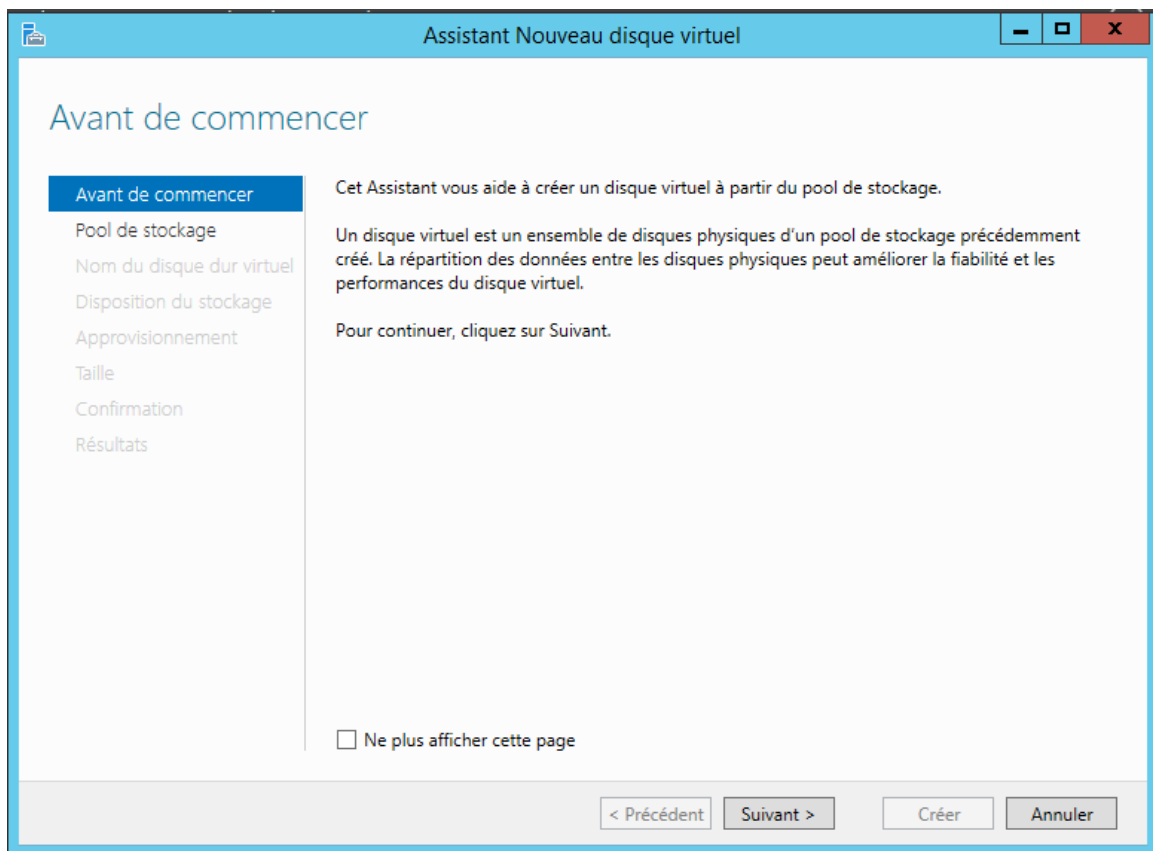 Assistant Nouveau disque virtuel
Avant de commencer
Avant de commencer
Pool de stockage
Nom du disque dur virtuel
Disposition du stockage
Approvisionnement
Taille
Confirmation
Résultats
Cet Assistant vous aide à créer un disque virtuel à partir du pool de stockage.
Un disque virtuel est un ensemble de disques physiques d'un pool de stockage précédemment
créé. La répartition des données entre les disques physiques peut améliorer la fiabilité et les
performances du disque virtuel.
Pour continuer, cliquez sur Suivant.
Ne plus afficher cette page
< Précédent Suivant > Créer Annuler